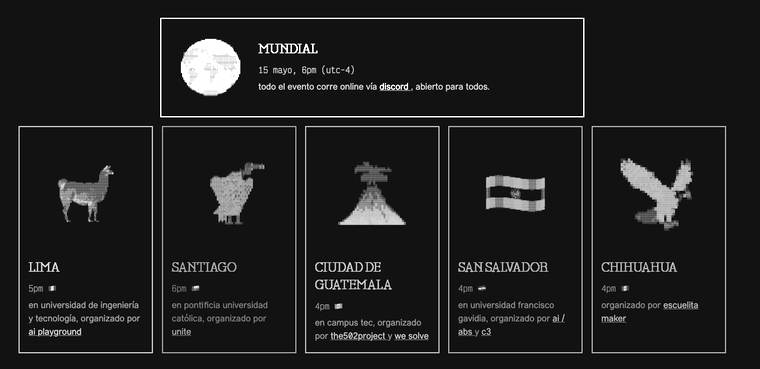 MUNDIAL
15 mayo, 6pm (utc-4)
todo el evento corre online vía discord , abierto para todos.
LIMA
5pm
en universidad de ingeniería
y tecnología, organizado por
ai playground
SANTIAGO
6pm
en pontificia universidad
católica, organizado por
unite
CIUDAD DE
GUATEMALA
4pm
en campus tec, organizado
por the502project y we solve
SAN SALVADOR
4pm
en universidad francisco
gavidia, organizado por ai /
abs y c3
CHIHUAHUA
4pm
organizado por escuelita
maker